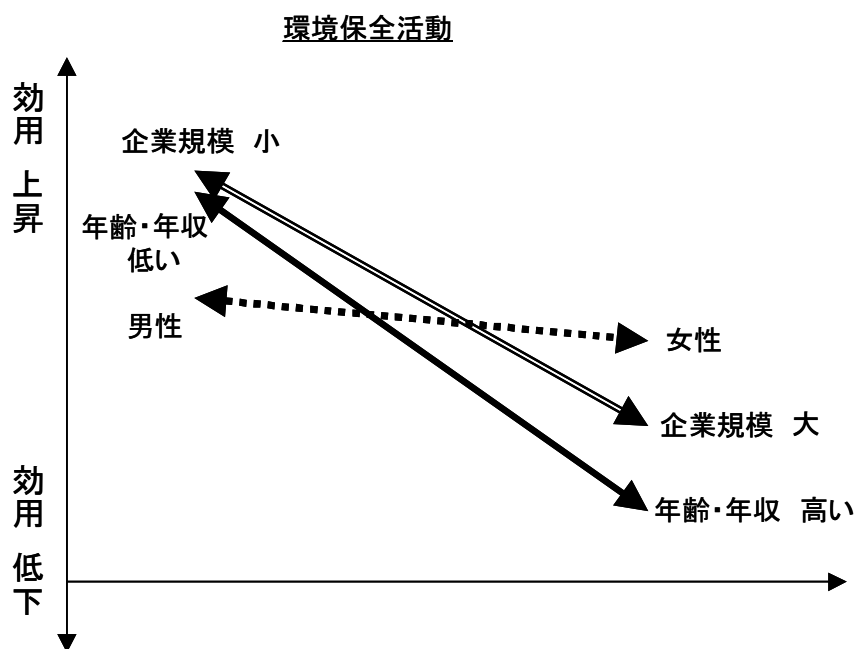 環境保全活動
効用 上昇
企業規模 小
年齢・年収
低い
男性
女性
企業規模 大
年齢・年収 高い
効用 低下